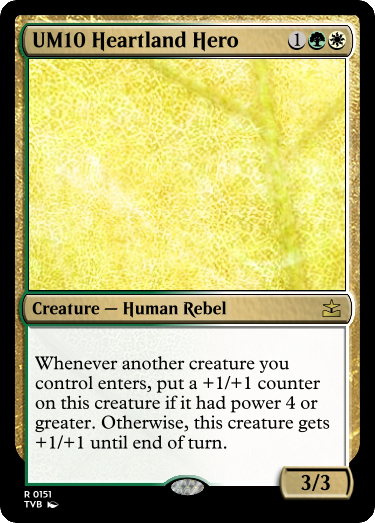 UM10 Heartland Hero 1
Creature — Human Rebel
Whenever another creature you
control enters, put a +1/+1 counter
on this creature if it had power 4 or
greater. Otherwise, this creature gets
+1/+1 until end of turn.
3/3
R 0151
TVB